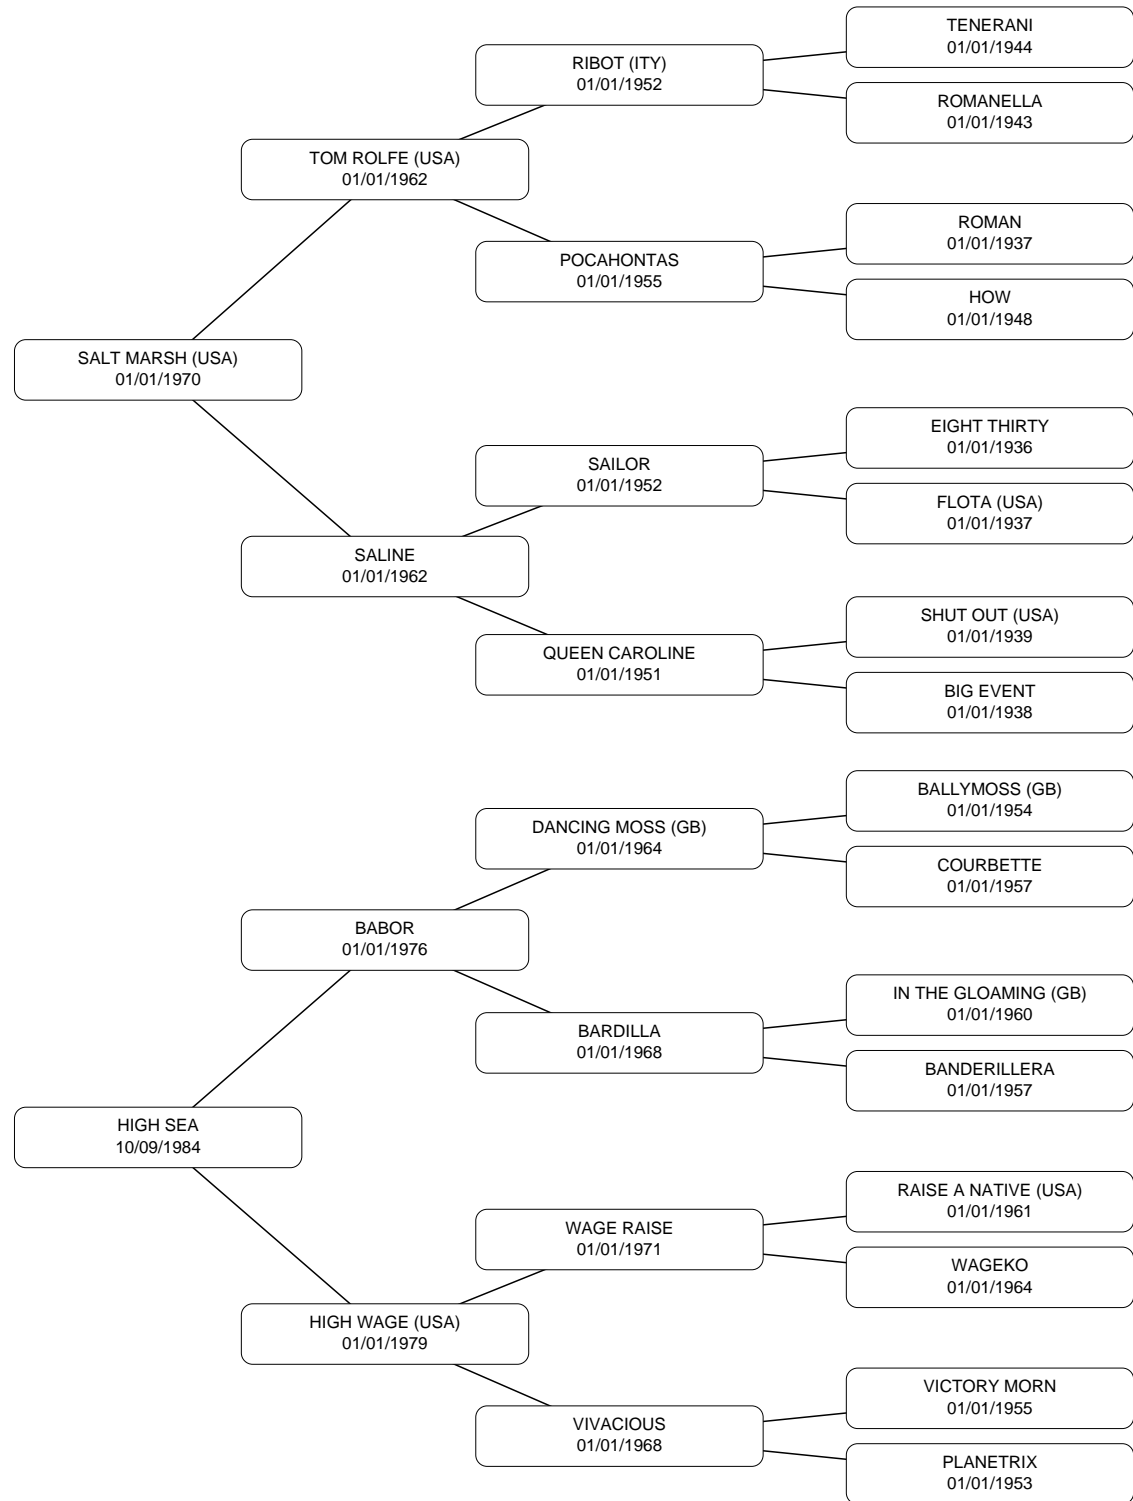 TENERANI
01/01/1944
RIBOT (ITY)
01/01/1952
ROMANELLA
01/01/1943
TOM ROLFE (USA)
01/01/1962
ROMAN
01/01/1937
POCAHONTAS
01/01/1955
HOW
01/01/1948
SALT MARSH (USA)
01/01/1970
EIGHT THIRTY
01/01/1936
SAILOR
01/01/1952
FLOTA (USA)
01/01/1937
SALINE
01/01/1962
SHUT OUT (USA)
01/01/1939
QUEEN CAROLINE
01/01/1951
BIG EVENT
01/01/1938
BALLYMOSS (GB)
01/01/1954
DANCING MOSS (GB)
01/01/1964
COURBETTE
01/01/1957
BABOR
01/01/1976
IN THE GLOAMING (GB)
01/01/1960
BARDILLA
01/01/1968
BANDERILLERA
01/01/1957
HIGH SEA
10/09/1984
RAISE A NATIVE (USA)
01/01/1961
WAGE RAISE
01/01/1971
WAGEKO
01/01/1964
HIGH WAGE (USA)
01/01/1979
VICTORY MORN
01/01/1955
VIVACIOUS
01/01/1968
PLANETRIX
01/01/1953